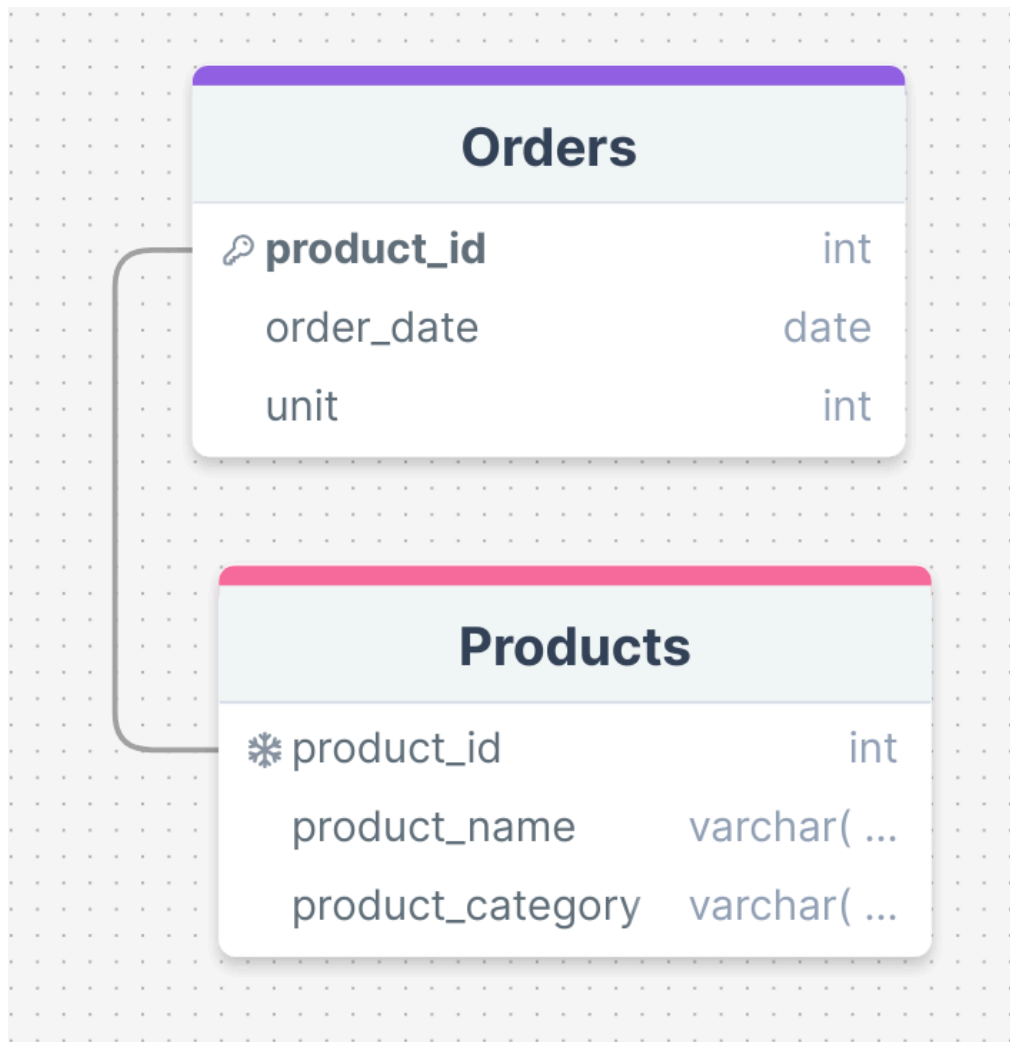 Orders
product_id int
order_date date
unit int
Products
product_id int
product_name varchar( ...
product_category varchar( ...